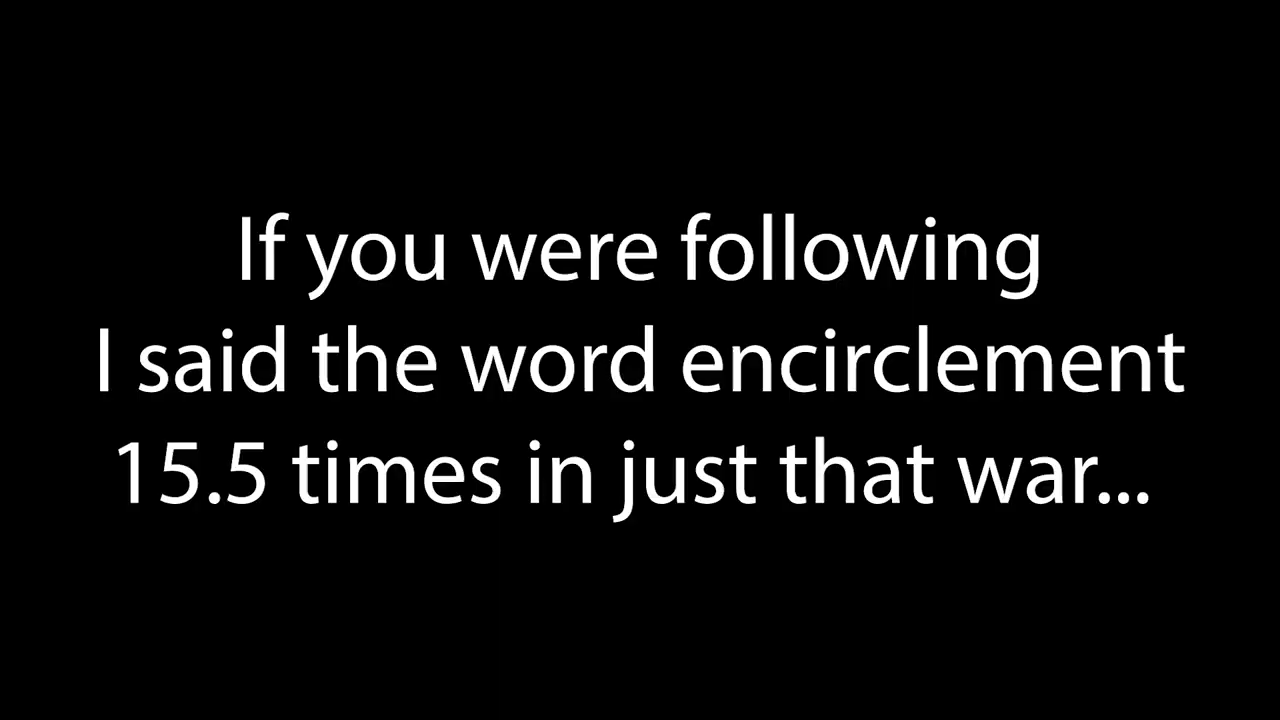 If you were following
I said the word encirclement
15.5 times in just that war...